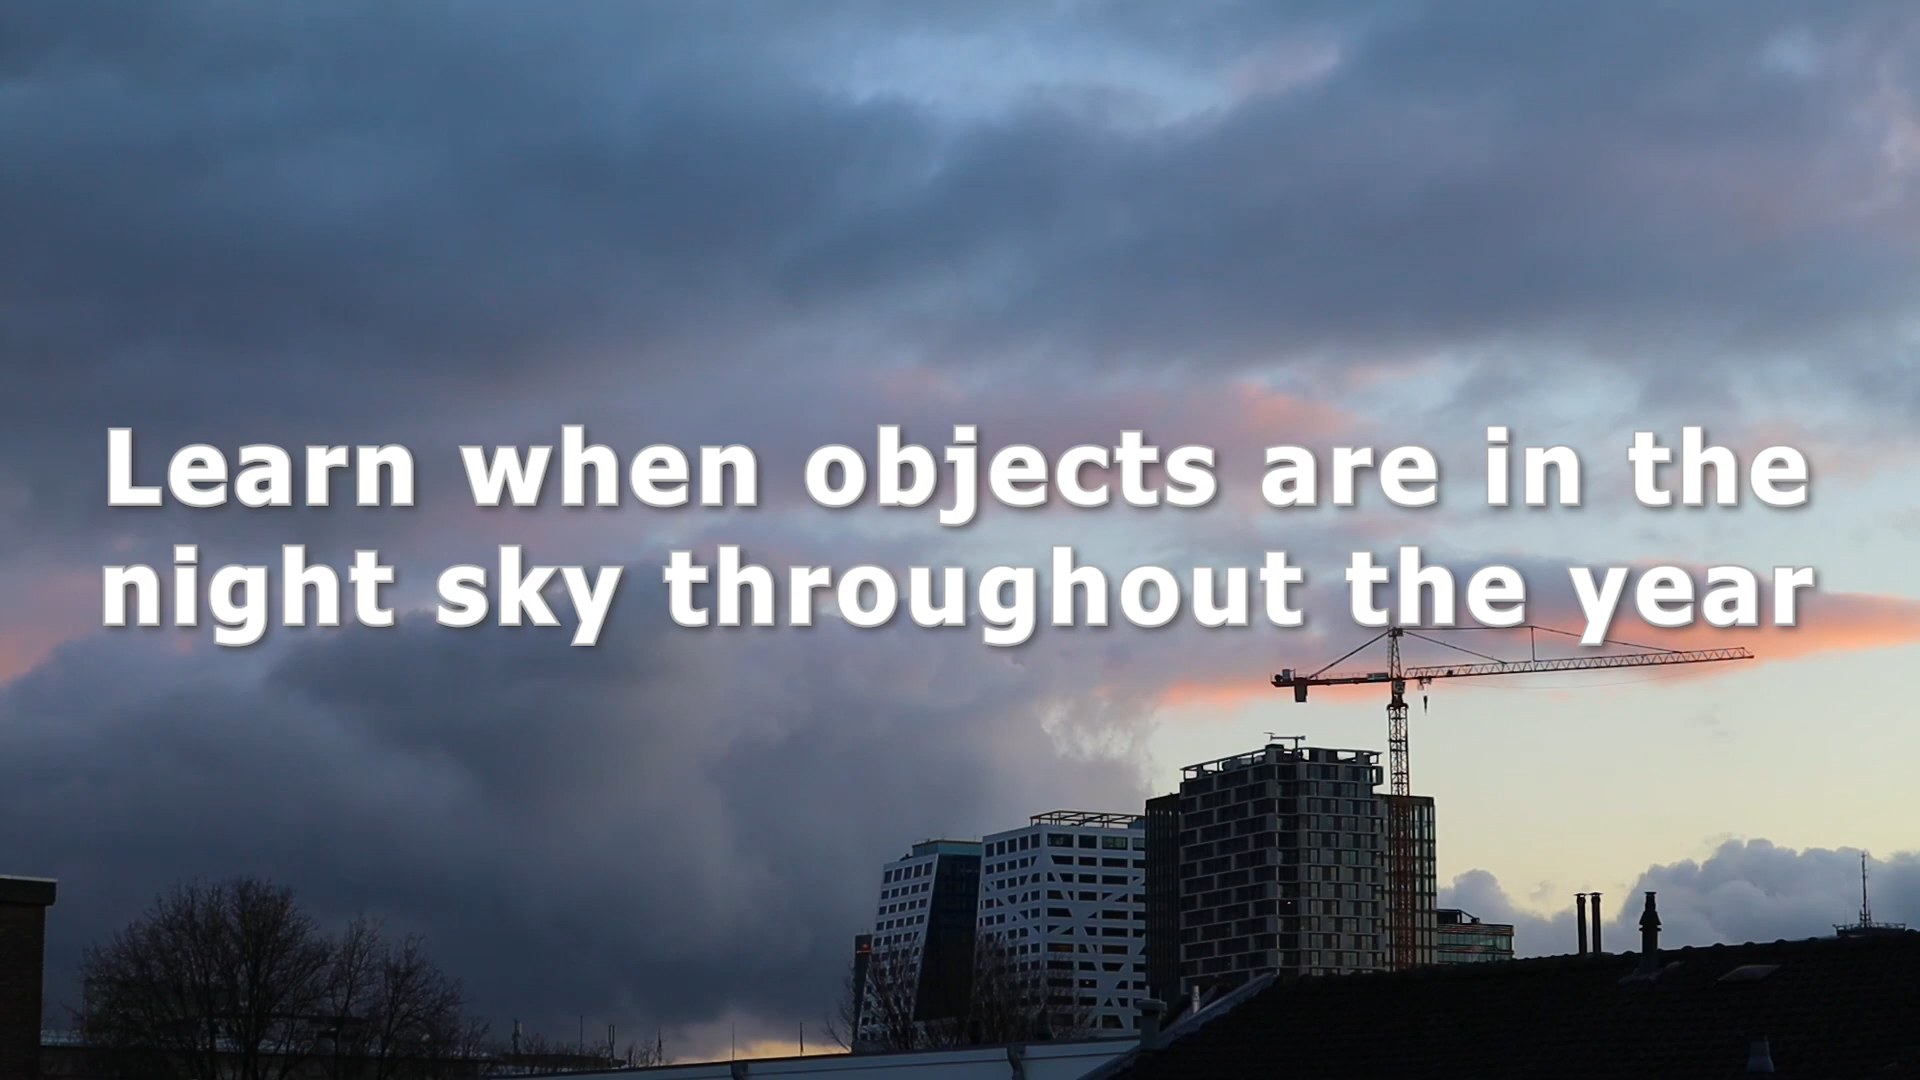 Learn when objects are in the
night sky throughout the year